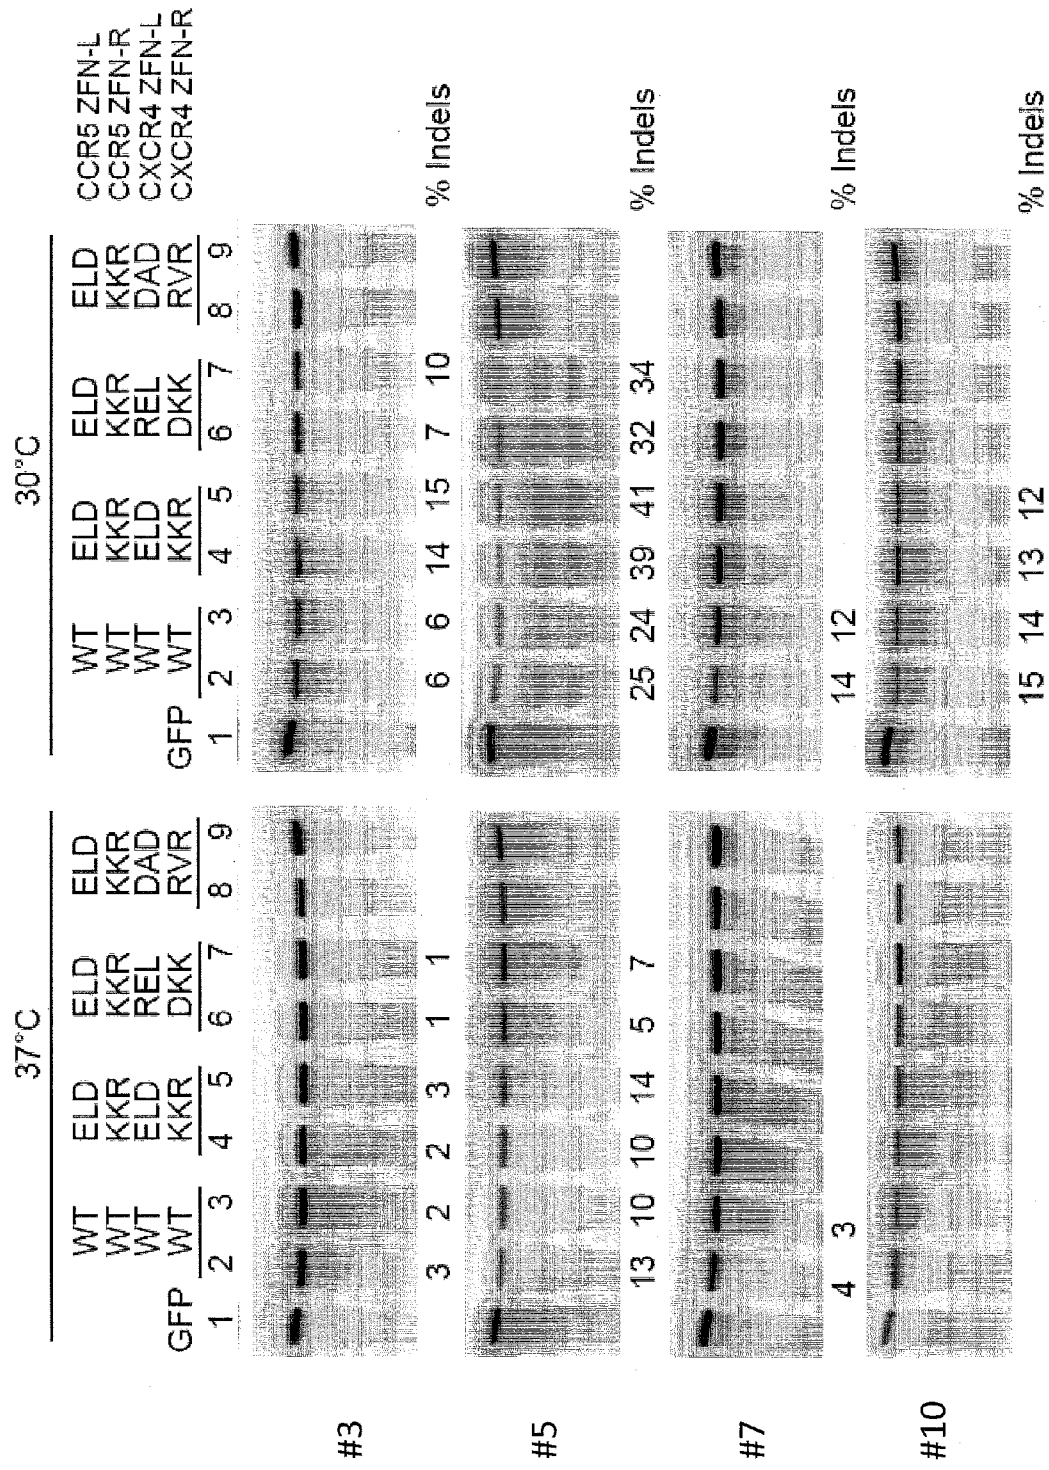 37°C 30°C
WT ELD ELD ELD WT ELD ELD ELD CCR5 ZFN-L
WT KKR KKR KKR WT KKR KKR KKR CCR5 ZFN-R
WT ELD REL DAD WT ELD REL DAD CXCR4 ZFN-L
GFP WT KKR DKK RVR GFP WT KKR DKK RVR CXCR4 ZFN-R
1 2 3 4 5 6 7 8 9 1 2 3 4 5 6 7 8 9
#3
3 2 2 3 1 1 6 6 14 15 7 10 % Indels
#5
13 10 10 14 5 7 25 24 39 41 32 34 % Indels
#7
4 3 14 12 % Indels
#10
15 14 13 12 % Indels